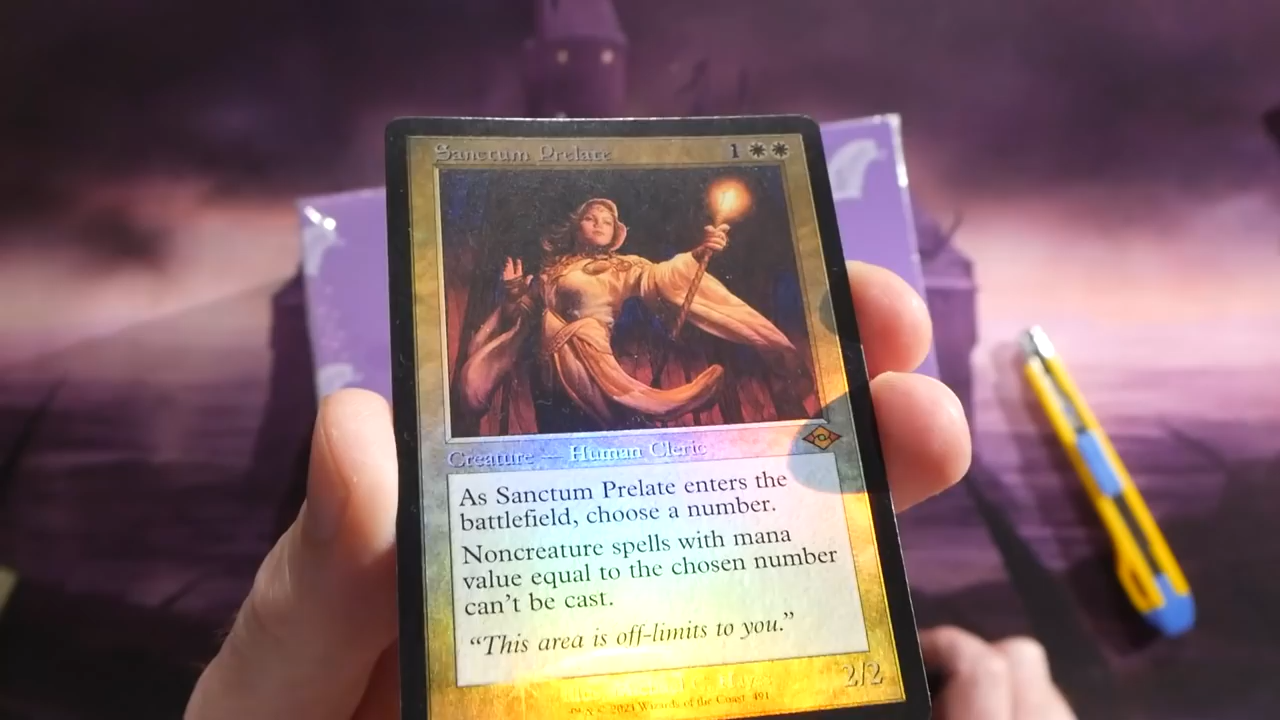 Sanctum Prelate 1
Creature — Human Cleric
As Sanctum Prelate enters the
battlefield, choose a number.
Noncreature spells with mana
value equal to the chosen number
can't be cast.
“This area is off-limits to you.”
2/2
™ & © 2021 Wizards of the Coast 491